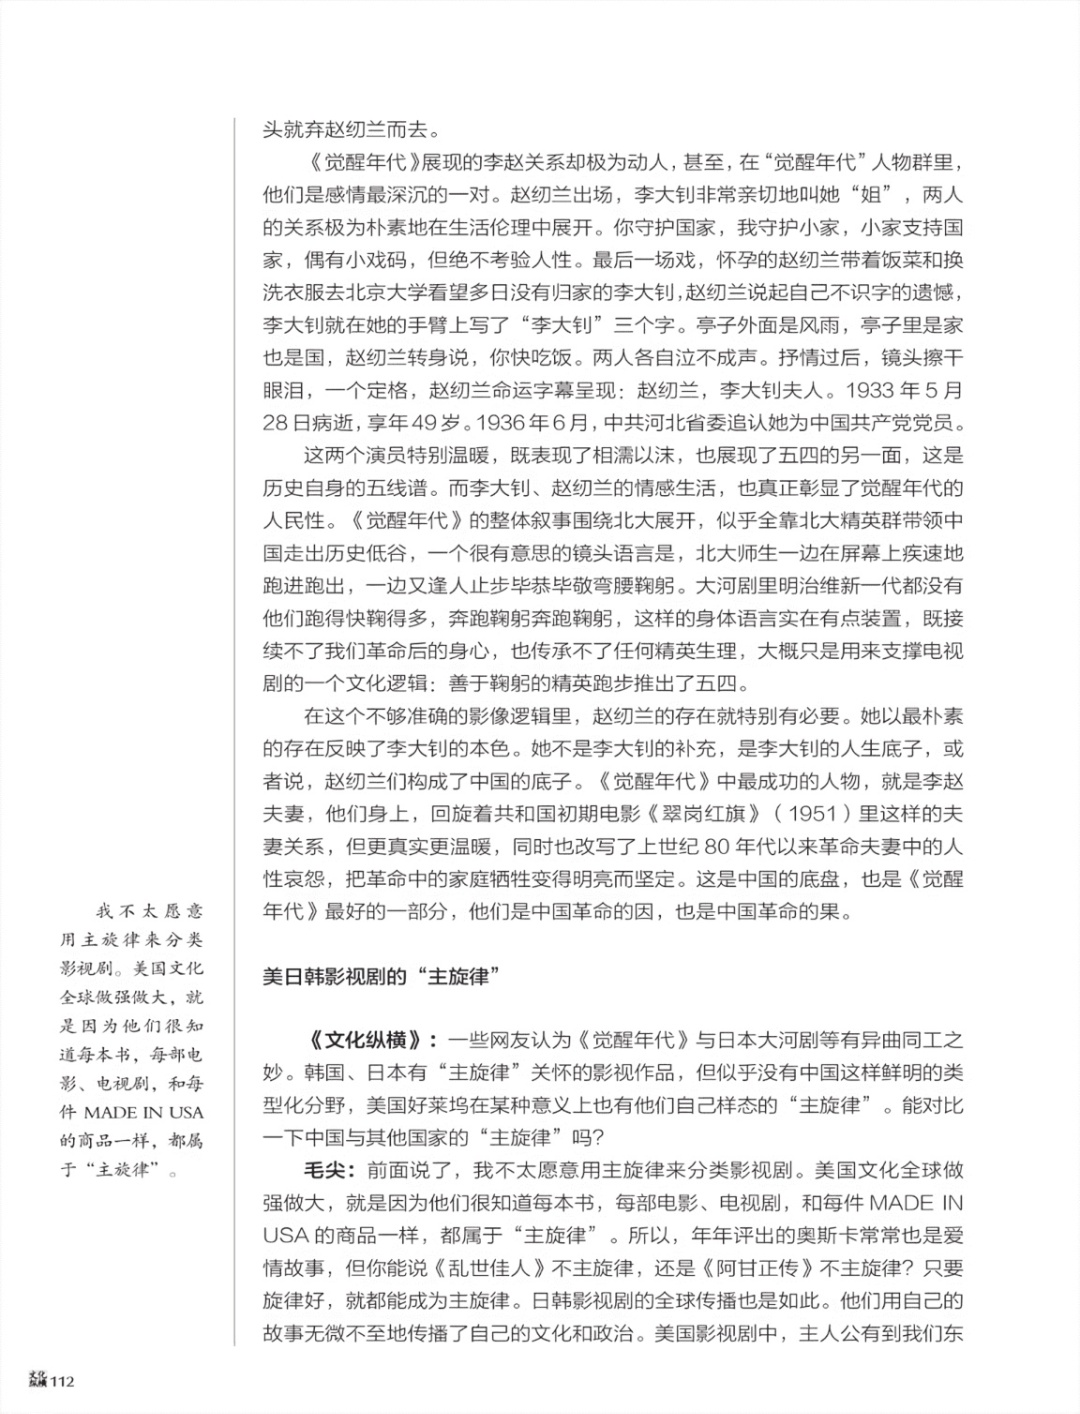 头就弃赵纫兰而去。
《觉醒年代》展现的李赵关系却极为动人，甚至，在“觉醒年代”人物群里，
他们是感情最深沉的一对。赵纫兰出场，李大钊非常亲切地叫她“姐”，两人
的关系极为朴素地在生活伦理中展开。你守护国家，我守护小家，小家支持国
家，偶有小戏码，但绝不考验人性。最后一场戏，怀孕的赵纫兰带着饭菜和换
洗衣服去北京大学看望多日没有归家的李大钊，赵纫兰说起自己不识字的遗憾，
李大钊就在她的手臂上写了“李大钊”三个字。亭子外面是风雨，亭子里是家
也是国，赵纫兰转身说，你快吃饭。两人各自泣不成声。抒情过后，镜头擦干
眼泪，一个定格，赵纫兰命运字幕呈现：赵纫兰，李大钊夫人。1933 年 5 月
28日病逝，享年49岁。1936年6月，中共河北省委追认她为中国共产党党员。
这两个演员特别温暖，既表现了相濡以沫，也展现了五四的另一面，这是
历史自身的五线谱。而李大钊、赵纫兰的情感生活，也真正彰显了觉醒年代的
人民性。《觉醒年代》的整体叙事围绕北大展开，似乎全靠北大精英群带领中
国走出历史低谷，一个很有意思的镜头语言是，北大师生一边在屏幕上疾速地
跑进跑出，一边又逢人止步毕恭毕敬弯腰鞠躬。大河剧里明治维新一代都没有
他们跑得快鞠得多，奔跑鞠躬奔跑鞠躬，这样的身体语言实在有点装置，既接
续不了我们革命后的身心，也传承不了任何精英生理，大概只是用来支撑电视
剧的一个文化逻辑：善于鞠躬的精英跑步推出了五四。
在这个不够准确的影像逻辑里，赵纫兰的存在就特别有必要。她以最朴素
的存在反映了李大钊的本色。她不是李大钊的补充，是李大钊的人生底子，或
者说，赵纫兰们构成了中国的底子。《觉醒年代》中最成功的人物，就是李赵
夫妻，他们身上，回旋着共和国初期电影《翠岗红旗》（1951）里这样的夫
妻关系，但更真实更温暖，同时也改写了上世纪 80 年代以来革命夫妻中的人
性哀怨，把革命中的家庭牺牲变得明亮而坚定。这是中国的底盘，也是《觉醒
年代》最好的一部分，他们是中国革命的因，也是中国革命的果。
美日韩影视剧的“主旋律”
《文化纵横》：一些网友认为《觉醒年代》与日本大河剧等有异曲同工之
妙。韩国、日本有“主旋律”关怀的影视作品，但似乎没有中国这样鲜明的类
型化分野，美国好莱坞在某种意义上也有他们自己样态的“主旋律”。能对比
一下中国与其他国家的“主旋律”吗？
毛尖：前面说了，我不太愿意用主旋律来分类影视剧。美国文化全球做
强做大，就是因为他们很知道每本书，每部电影、电视剧，和每件 MADE IN
USA 的商品一样，都属于“主旋律”。所以，年年评出的奥斯卡常常也是爱
情故事，但你能说《乱世佳人》不主旋律，还是《阿甘正传》不主旋律？只要
旋律好，就都能成为主旋律。日韩影视剧的全球传播也是如此。他们用自己的
故事无微不至地传播了自己的文化和政治。美国影视剧中，主人公有到我们东
我不太愿意
用主旋律来分类
影视剧。美国文化
全球做强做大，就
是因为他们很知
道每本书，每部电
影、电视剧，和每
件 MADE IN USA
的商品一样，都属
于“主旋律”。
文化纵横 112